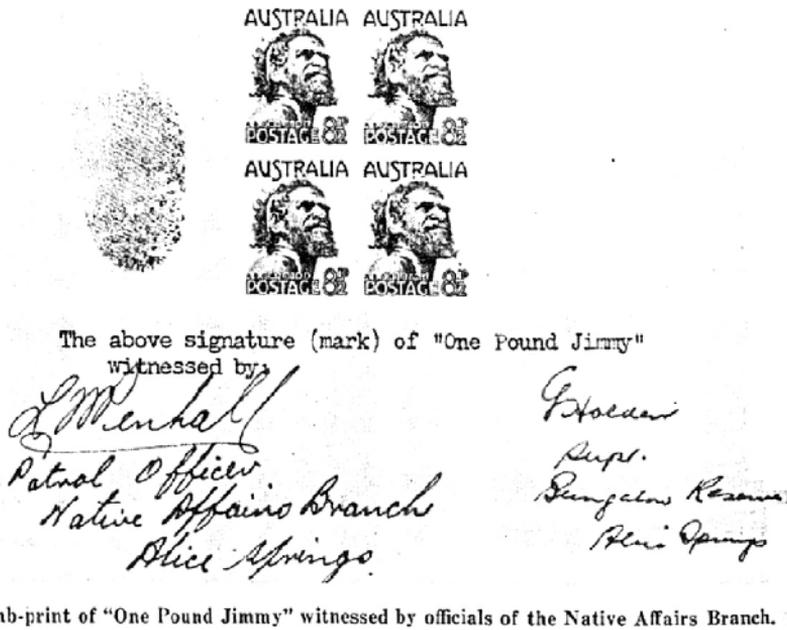 AUSTRALIA AUSTRALIA
POSTAGE 8½D POSTAGE 8½D
AUSTRALIA AUSTRALIA
POSTAGE 8½D POSTAGE 8½D
The above signature (mark) of "One Pound Jimmy"
witnessed by:
Patrol Officer
Native Affairs Branch
Alice Springs.
G Holden
Supt.
Bungalow Reserve
Alice Springs
b-print of "One Pound Jimmy" witnessed by officials of the Native Affairs Branch.